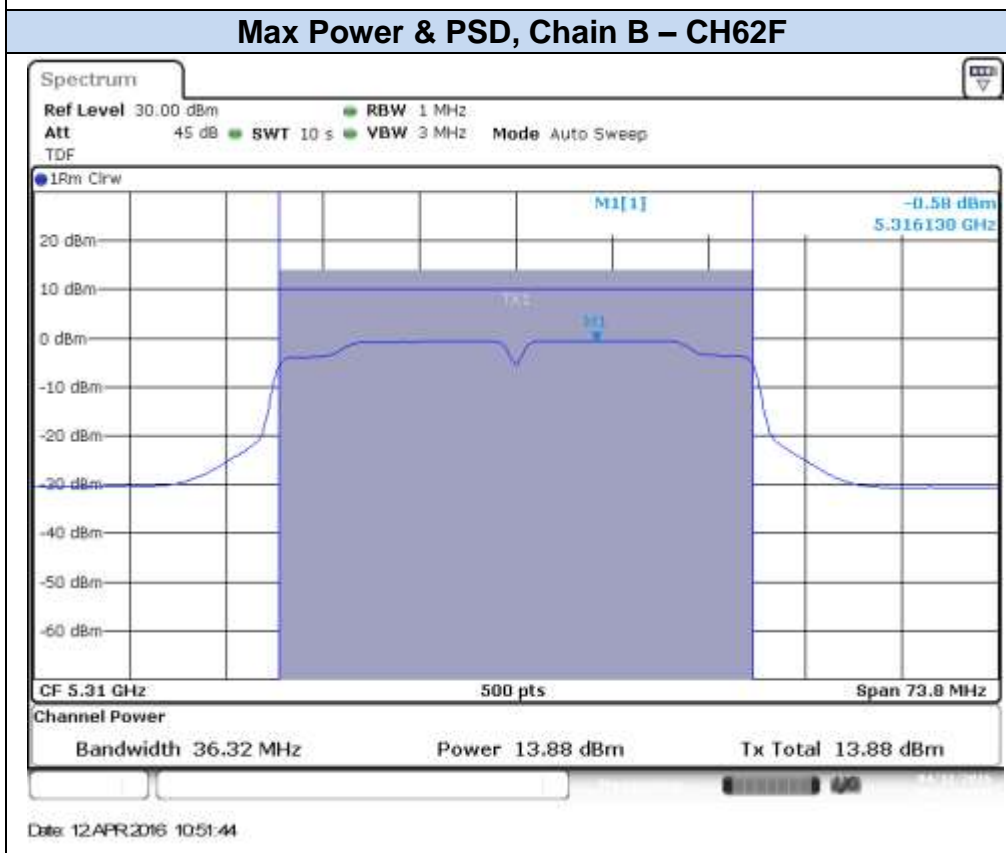 Max Power & PSD, Chain B – CH62F
Spectrum
Ref Level 30.00 dBm RBW 1 MHz
Att 45 dB SWT 10 s VBW 3 MHz Mode Auto Sweep
TDF
1Rm Clrw
M1[1] -0.58 dBm
5.316130 GHz
20 dBm
10 dBm
TX1
M1
0 dBm
-10 dBm
-20 dBm
-30 dBm
-40 dBm
-50 dBm
-60 dBm
CF 5.31 GHz 500 pts Span 73.8 MHz
Channel Power
Bandwidth 36.32 MHz Power 13.88 dBm Tx Total 13.88 dBm
Date: 12.APR.2016 10:51:44